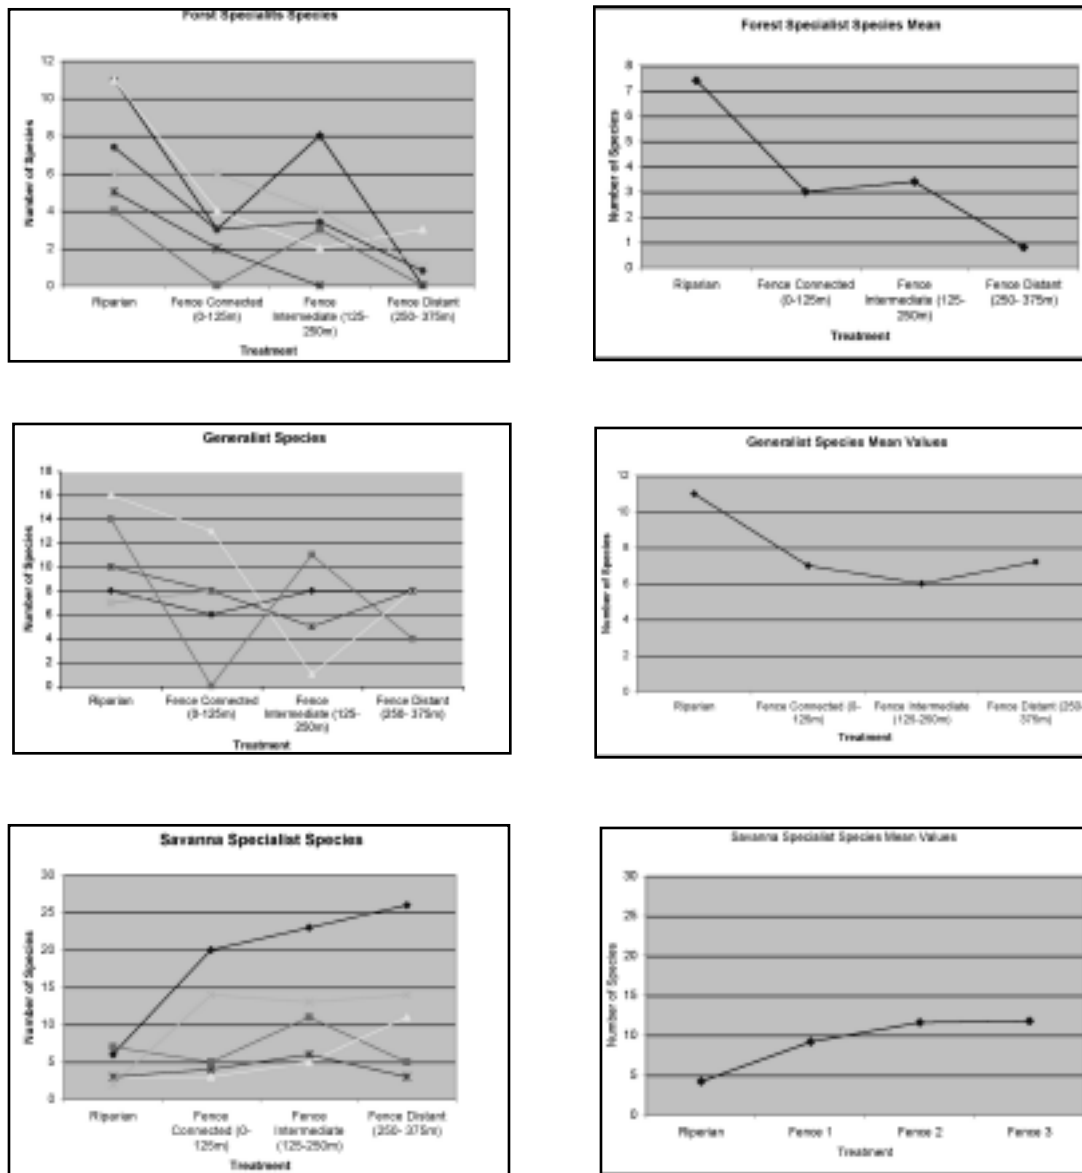 Forst Specialits Species
12
10
8
6
4
2
0
Number of Species
Riparian
Fence Connected
(0-125m)
Fence
Intermediate (125-
250m)
Fence Distant
(250- 375m)
Treatment
Forest Specialist Species Mean
8
7
6
5
4
3
2
1
0
Number of Species
Riparian
Fence Connected
(0-125m)
Fence
Intermediate (125-
250m)
Fence Distant
(250- 375m)
Treatment
Generalist Species
18
16
14
12
10
8
6
4
2
0
Number of Species
Riparian
Fence Connected
(0-125m)
Fence
Intermediate (125-
250m)
Fence Distant
(250- 375m)
Treatment
Generalist Species Mean Values
12
10
8
6
4
2
0
Number of Species
Riparian
Fence Connected (0-
125m)
Fence Intermediate
(125-250m)
Fence Distant (250-
375m)
Treatment
Savanna Specialist Species
30
25
20
15
10
5
0
Number of Species
Riparian
Fence
Connected (0-
125m)
Fence
Intermediate
(125-250m)
Fence Distant
(250- 375m)
Treatment
Savanna Specialist Species Mean Values
30
25
20
15
10
5
0
Number of Species
Riparian
Fence 1
Fence 2
Fence 3
Treatment